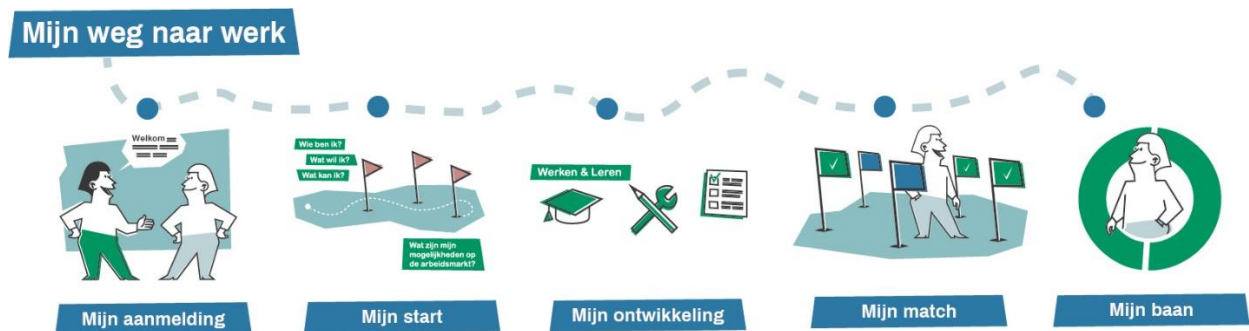 Mijn weg naar werk
Welkom
Wie ben ik?
Wat wil ik?
Wat kan ik?
Wat zijn mijn
mogelijkheden op
de arbeidsmarkt?
Werken & Leren
Mijn aanmelding
Mijn start
Mijn ontwikkeling
Mijn match
Mijn baan